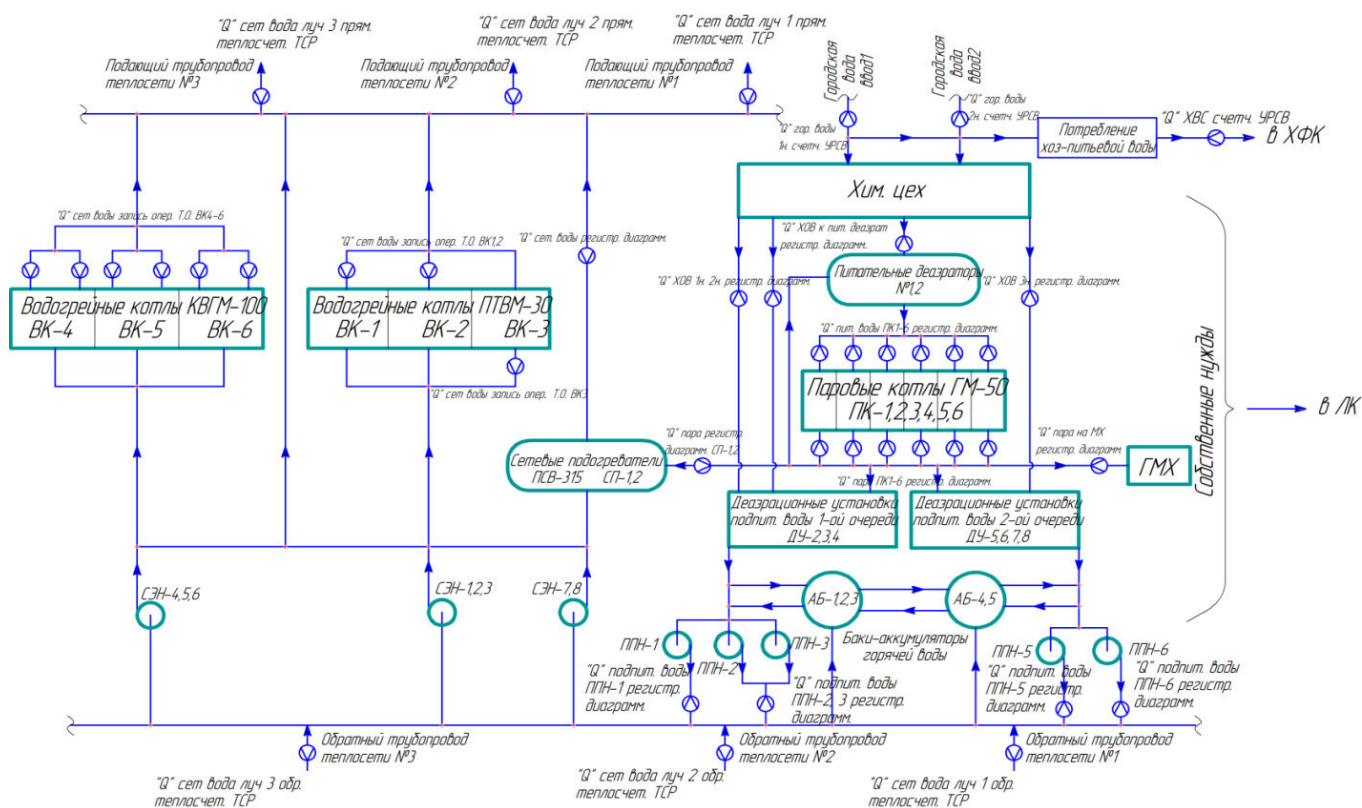 "Q" сет вода луч 3 прям.
теплосчет. ТСР
"Q" сет вода луч 2 прям.
теплосчет. ТСР
"Q" сет вода луч 1 прям.
теплосчет. ТСР
Подающий трубопровод
теплосети №3
Подающий трубопровод
теплосети №2
Подающий трубопровод
теплосети №1
Городская
вода
ввод1
Городская
вода
ввод2
"Q" гор. воды
1н. счетч. УРСВ
"Q" гор. воды
2н. счетч. УРСВ
Потребление
хоз-питьевой воды
"Q" ХВС счетч. УРСВ
в ХФК
Хим. цех
"Q" сет воды запись опер. Т.О. ВК4-6
"Q" сет воды запись опер. Т.О. ВК1,2
"Q" сет. воды регистр. диаграмм.
"Q" ХОВ к пит. деаэрат
регистр. диаграмм.
"Q" ХОВ 1н. 2н. регистр. диаграмм.
Питательные деаэраторы
№1,2
"Q" ХОВ 3н. регистр. диаграмм.
Водогрейные котлы КВГМ-100
ВК-4 ВК-5 ВК-6
Водогрейные котлы ПТВМ-30
ВК-1 ВК-2 ВК-3
"Q" пит. воды ПК1-6 регистр. диаграмм.
Паровые котлы ГМ-50
ПК-1,2,3,4,5,6
"Q" сет воды запись опер. Т.О. ВК3
Собственные нужды
в ЛК
"Q" пара регистр.
диаграмм. СП-1,2
"Q" пара на МХ
регистр. диаграмм.
Сетевые подогреватели
ПСВ-315 СП-1,2
ГМХ
"Q" пара ПК1-6 регистр. диаграмм.
Деаэрационные установки
подпит. воды 1-ой очереди
ДУ-2,3,4
Деаэрационные установки
подпит. воды 2-ой очереди
ДУ-5,6,7,8
СЭН-4,5,6
СЭН-1,2,3
СЭН-7,8
АБ-1,2,3
АБ-4,5
Баки-аккумуляторы
горячей воды
ППН-1
ППН-2
ППН-3
ППН-5
ППН-6
"Q" подпит. воды
ППН-1 регистр.
диаграмм.
"Q" подпит. воды
ППН-2, 3 регистр.
диаграмм.
"Q" подпит. воды
ППН-5 регистр.
диаграмм.
"Q" подпит. воды
ППН-6 регистр.
диаграмм.
Обратный трубопровод
теплосети №3
Обратный трубопровод
теплосети №2
Обратный трубопровод
теплосети №1
"Q" сет вода луч 3 обр.
теплосчет. ТСР
"Q" сет вода луч 2 обр.
теплосчет. ТСР
"Q" сет вода луч 1 обр.
теплосчет. ТСР